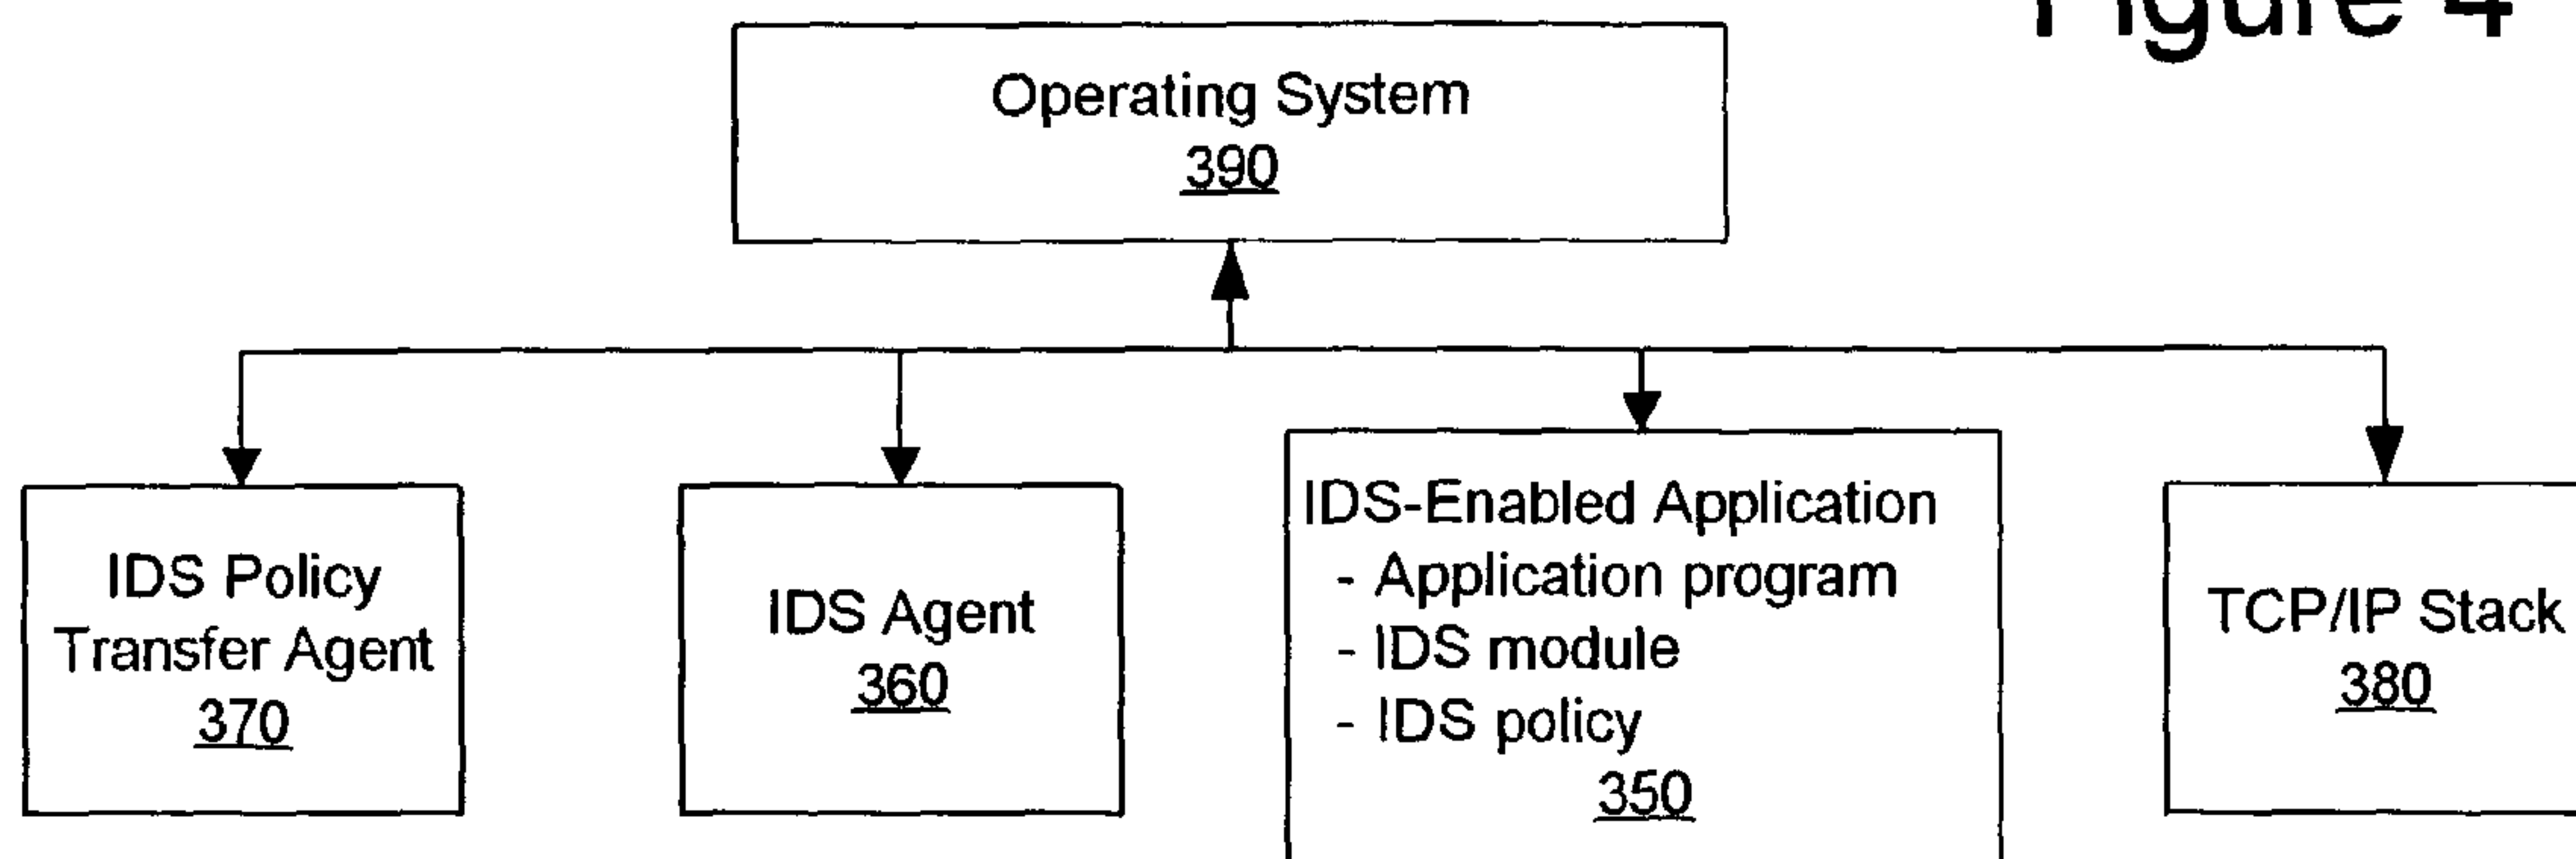 Figure 4
Operating System
390
IDS Policy
Transfer Agent
370
IDS Agent
360
IDS-Enabled Application
- Application program
- IDS module
- IDS policy
350
TCP/IP Stack
380